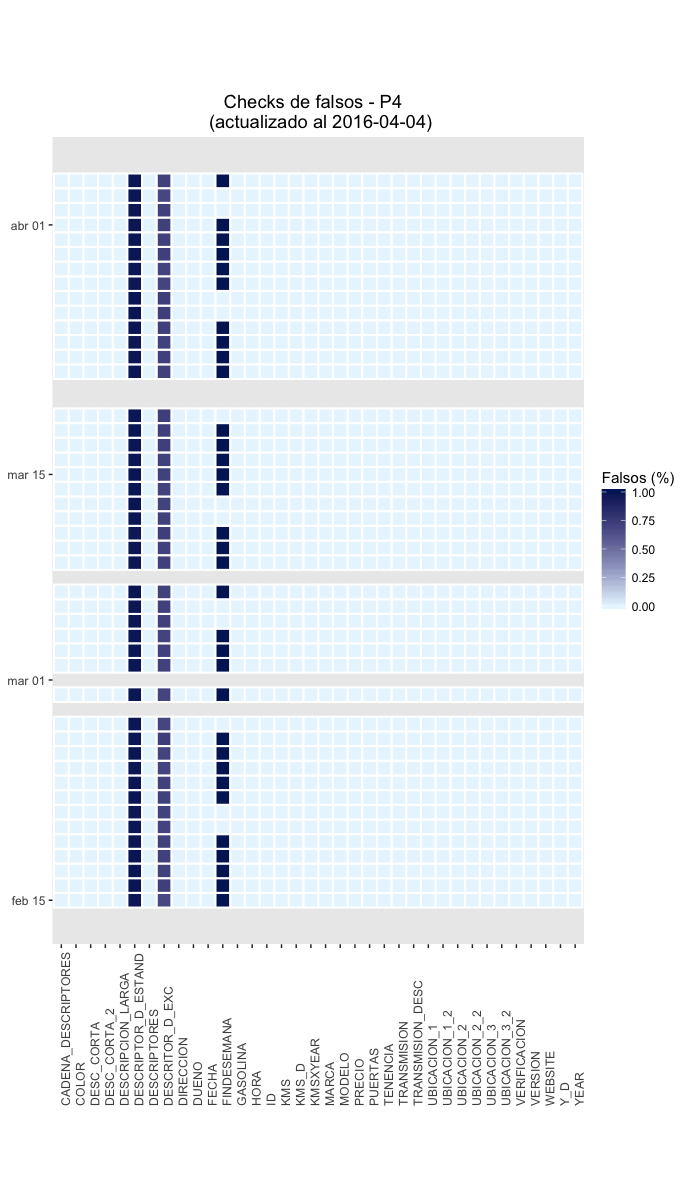 Checks de falsos - P4
(actualizado al 2016-04-04)
abr 01
mar 15
mar 01
feb 15
Falsos (%)
1.00
0.75
0.50
0.25
0.00
CADENA_DESCRIPTORES
COLOR
DESC_CORTA
DESC_CORTA_2
DESCRIPCION_LARGA
DESCRIPTOR_D_ESTAND
DESCRIPTORES
DESCRITOR_D_EXC
DIRECCION
DUENO
FECHA
FINDESEMANA
GASOLINA
HORA
ID
KMS
KMS_D
KMSXYEAR
MARCA
MODELO
PRECIO
PUERTAS
TENENCIA
TRANSMISION
TRANSMISION_DESC
UBICACION_1
UBICACION_1_2
UBICACION_2
UBICACION_2_2
UBICACION_3
UBICACION_3_2
VERIFICACION
VERSION
WEBSITE
Y_D
YEAR